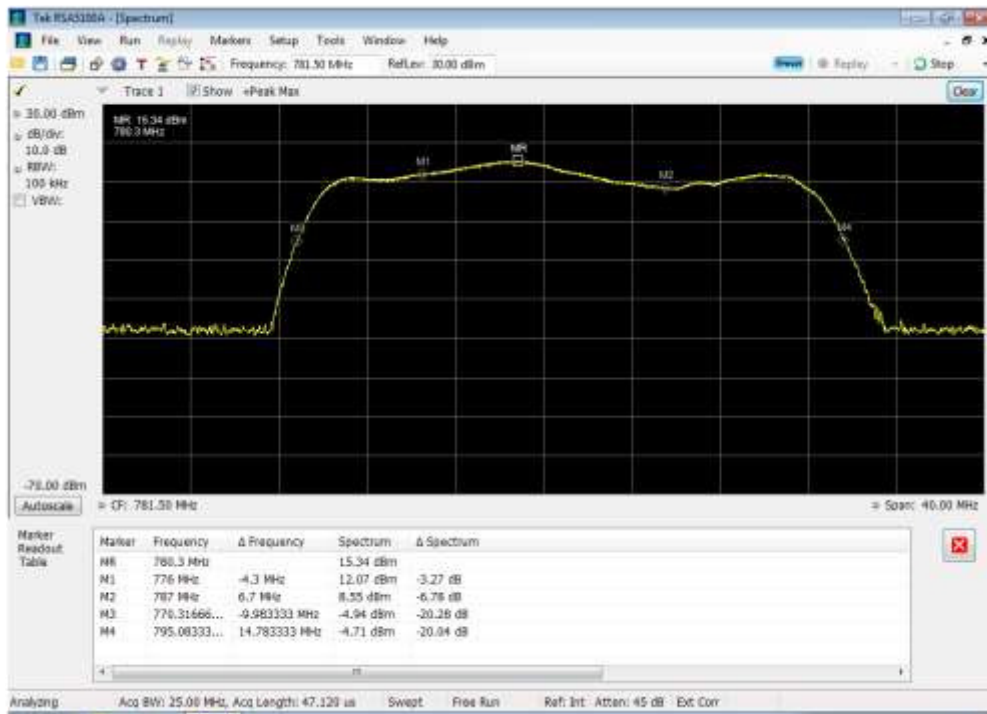 Tek RSA5100A - [Spectrum]
File View Run Replay Markers Setup Tools Window Help
Frequency: 781.50 MHz RefLev: 30.00 dBm Preset Replay Stop
Trace 1 Show +Peak Max Clear
30.00 dBm
dB/div:
10.0 dB
RBW:
100 kHz
VBW:
MR: 15.34 dBm
780.3 MHz
M1
MR
M2
M3
M4
-70.00 dBm
Autoscale CF: 781.50 MHz Span: 40.00 MHz
Marker
Readout
Table
Marker Frequency Δ Frequency Spectrum Δ Spectrum
MR 780.3 MHz 15.34 dBm
M1 776 MHz -4.3 MHz 12.07 dBm -3.27 dB
M2 787 MHz 6.7 MHz 8.55 dBm -6.78 dB
M3 770.31666... -9.983333 MHz -4.94 dBm -20.28 dB
M4 795.08333... 14.783333 MHz -4.71 dBm -20.04 dB
Analyzing Acq BW: 25.00 MHz, Acq Length: 47.120 us Swept Free Run Ref: Int Atten: 45 dB Ext Corr